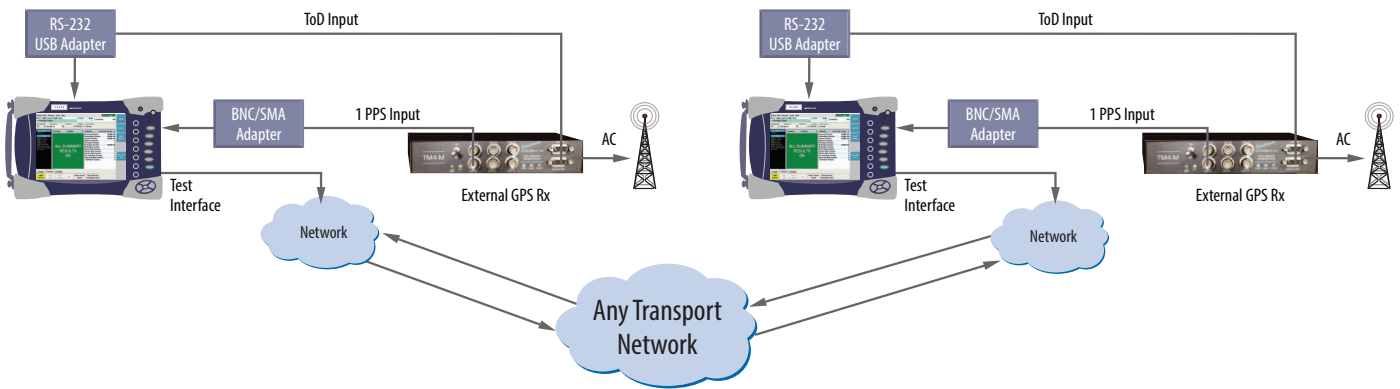 RS-232
USB Adapter
ToD Input
BNC/SMA
Adapter
1 PPS Input
AC
TM4-M
ALL SUMMARY
RESULTS
OK
External GPS Rx
Test
Interface
Network
RS-232
USB Adapter
ToD Input
BNC/SMA
Adapter
1 PPS Input
AC
TM4-M
ALL SUMMARY
RESULTS
OK
External GPS Rx
Test
Interface
Network
Any Transport
Network